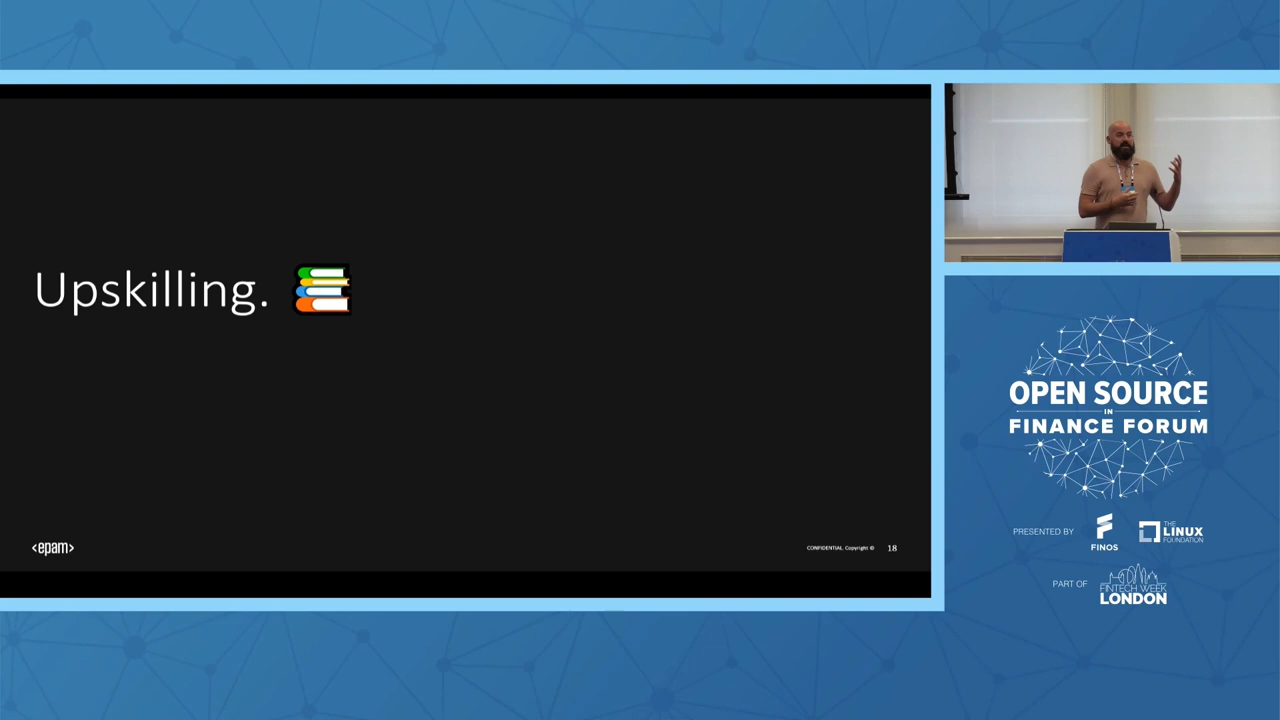 Upskilling.
<epam>
CONFIDENTIAL. Copyright ©
18
OPEN SOURCE
IN
FINANCE FORUM
PRESENTED BY
FINOS
THE
LINUX
FOUNDATION
PART OF
FINTECH WEEK
LONDON